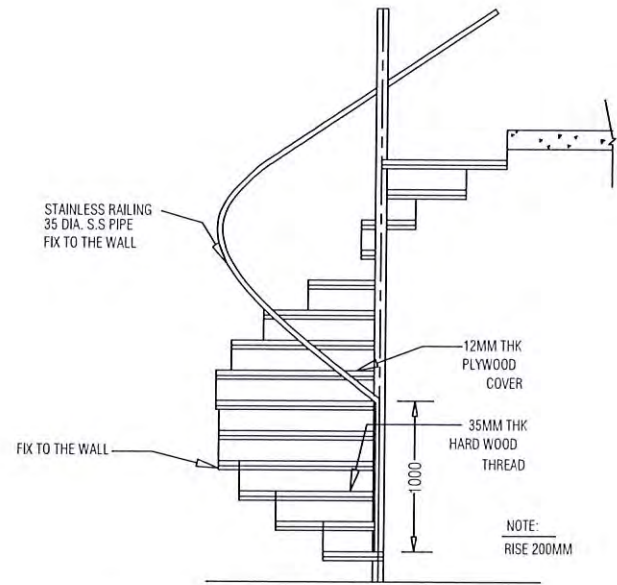 STAINLESS RAILING
35 DIA. S.S PIPE
FIX TO THE WALL
12MM THK
PLYWOOD
COVER
35MM THK
HARD WOOD
THREAD
FIX TO THE WALL
1000
NOTE:
RISE 200MM